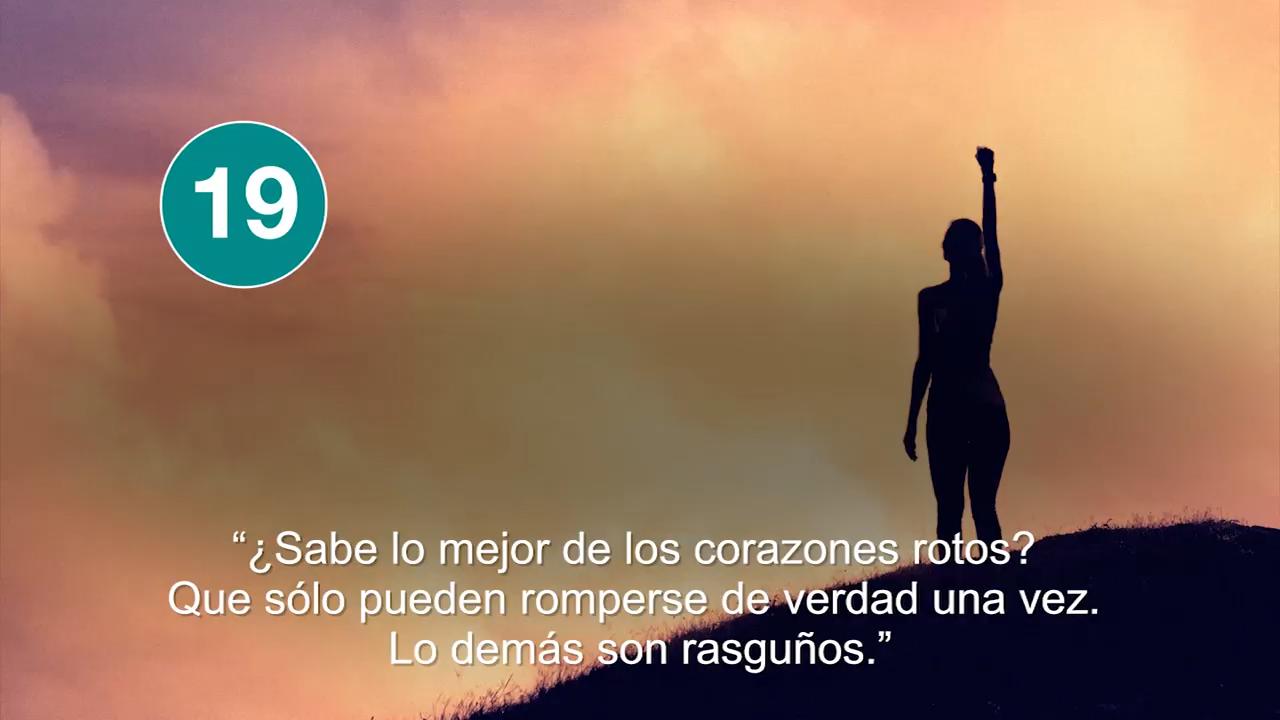 19
“¿Sabe lo mejor de los corazones rotos?
Que sólo pueden romperse de verdad una vez.
Lo demás son rasguños.”